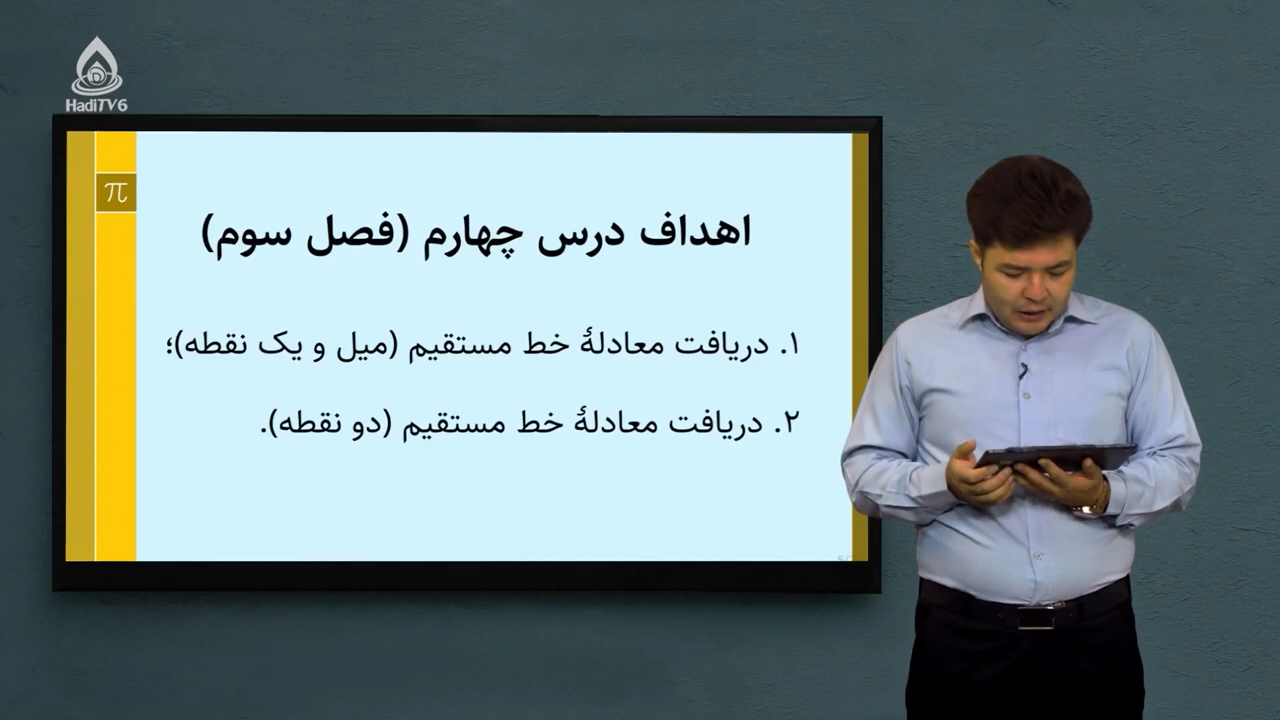 HadiTV6
π
اهداف درس چهارم (فصل سوم)
۱. دریافت معادلهٔ خط مستقیم (میل و یک نقطه)؛
۲. دریافت معادلهٔ خط مستقیم (دو نقطه).